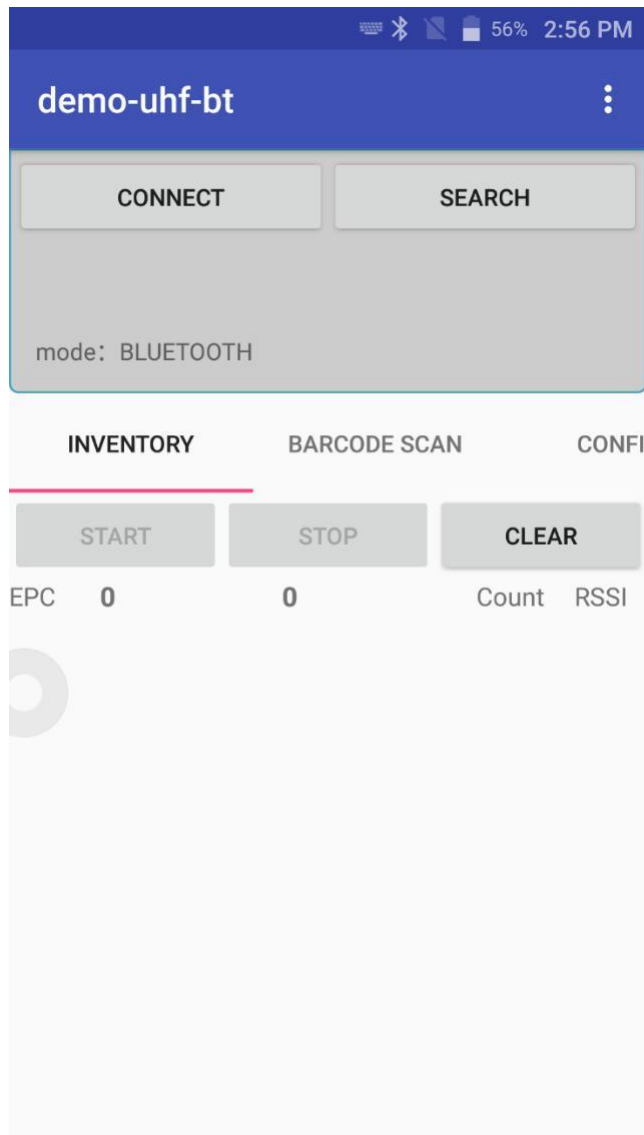 56% 2:56 PM
demo-uhf-bt
CONNECT SEARCH
mode: BLUETOOTH
INVENTORY BARCODE SCAN CONFI
START STOP CLEAR
EPC 0 0 Count RSSI